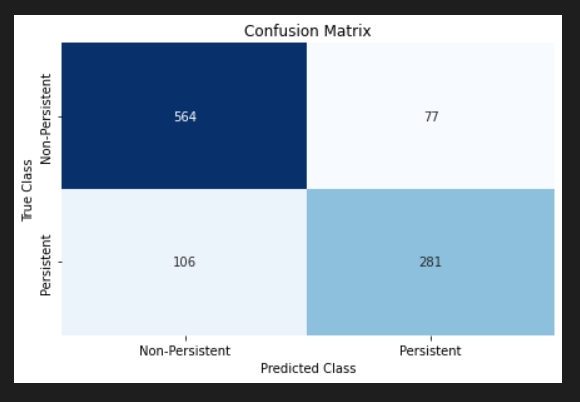 Confusion Matrix
True Class
Non-Persistent
564
77
Persistent
106
281
Non-Persistent
Persistent
Predicted Class